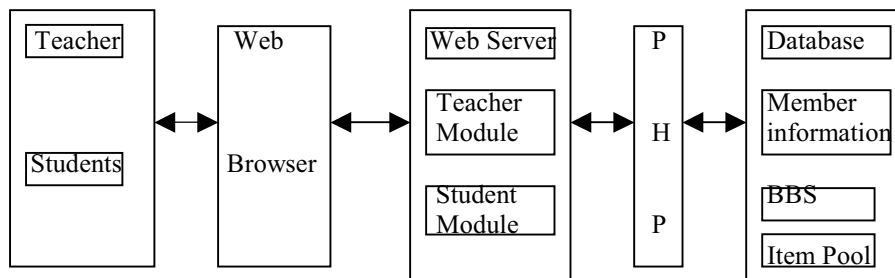 Teacher
Students
Web
Browser
Web Server
Teacher
Module
Student
Module
P
H
P
Database
Member
information
BBS
Item Pool